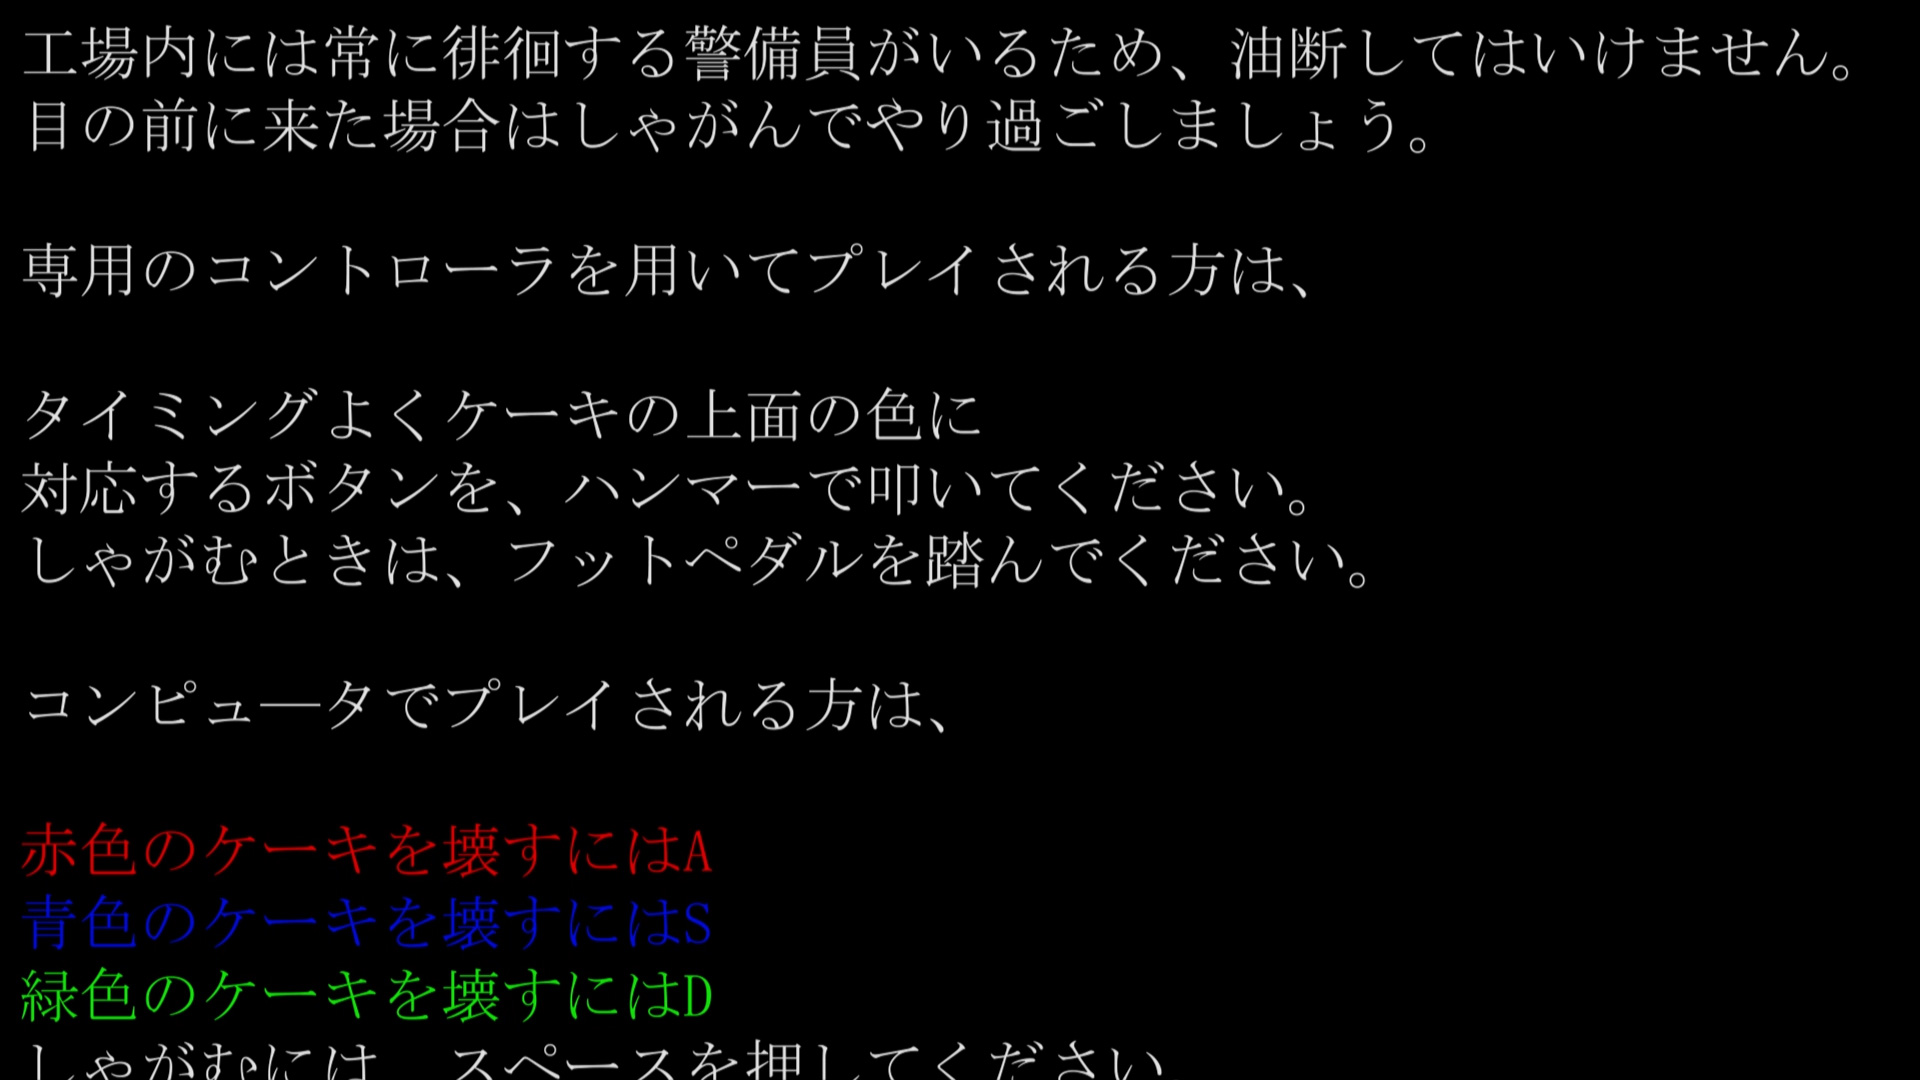 工場内には常に徘徊する警備員がいるため、油断してはいけません。
目の前に来た場合はしゃがんでやり過ごしましょう。
専用のコントローラを用いてプレイされる方は、
タイミングよくケーキの上面の色に
対応するボタンを、ハンマーで叩いてください。
しゃがむときは、フットペダルを踏んでください。
コンピュ―タでプレイされる方は、
赤色のケーキを壊すにはA
青色のケーキを壊すにはS
緑色のケーキを壊すにはD
しゃがむには、スペースを押してください。